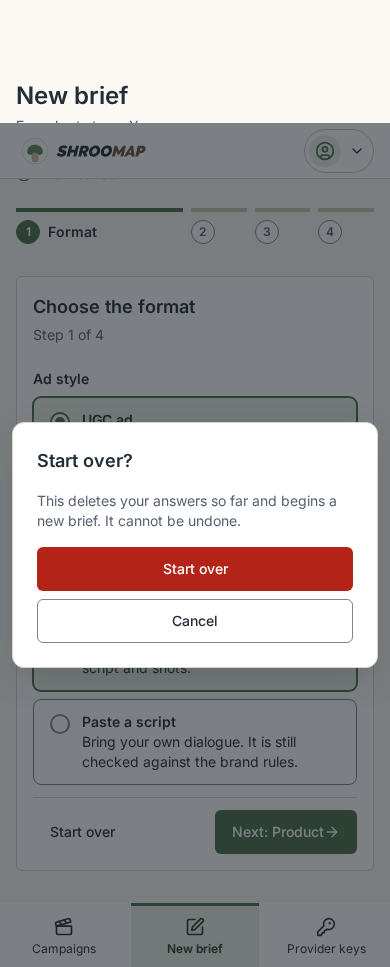 New brief
SHROOMAP
1 Format 2 3 4
Choose the format
Step 1 of 4
Ad style
UGC ad
Start over?
This deletes your answers so far and begins a
new brief. It cannot be undone.
Start over
Cancel
script and shots.
Paste a script
Bring your own dialogue. It is still
checked against the brand rules.
Start over Next: Product
Campaigns New brief Provider keys